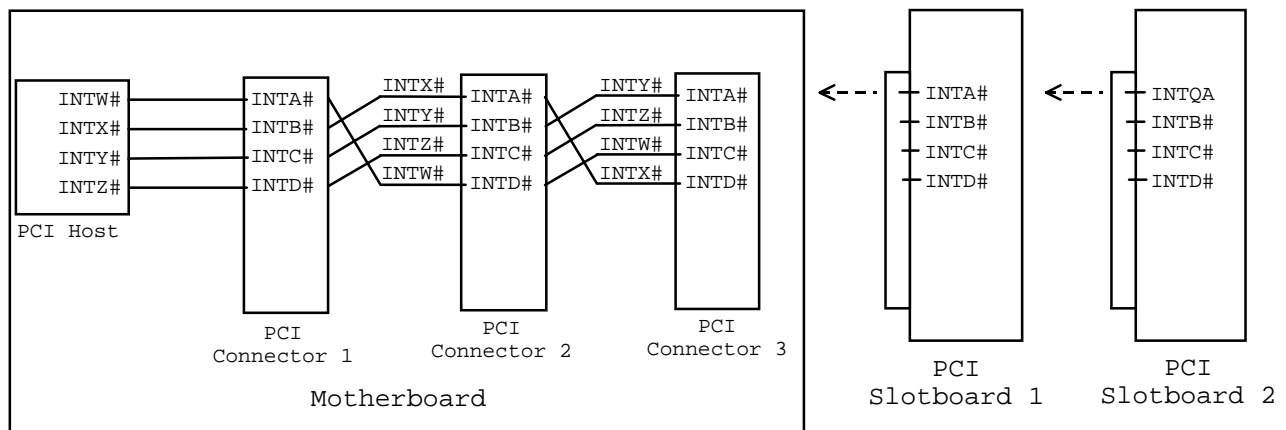 INTW#
INTX#
INTY#
INTZ#
PCI Host
INTA#
INTB#
INTC#
INTD#
PCI
Connector 1
INTX#
INTY#
INTZ#
INTW#
INTA#
INTB#
INTC#
INTD#
PCI
Connector 2
INTY#
INTZ#
INTW#
INTX#
INTA#
INTB#
INTC#
INTD#
PCI
Connector 3
Motherboard
INTA#
INTB#
INTC#
INTD#
PCI
Slotboard 1
INTQA
INTB#
INTC#
INTD#
PCI
Slotboard 2